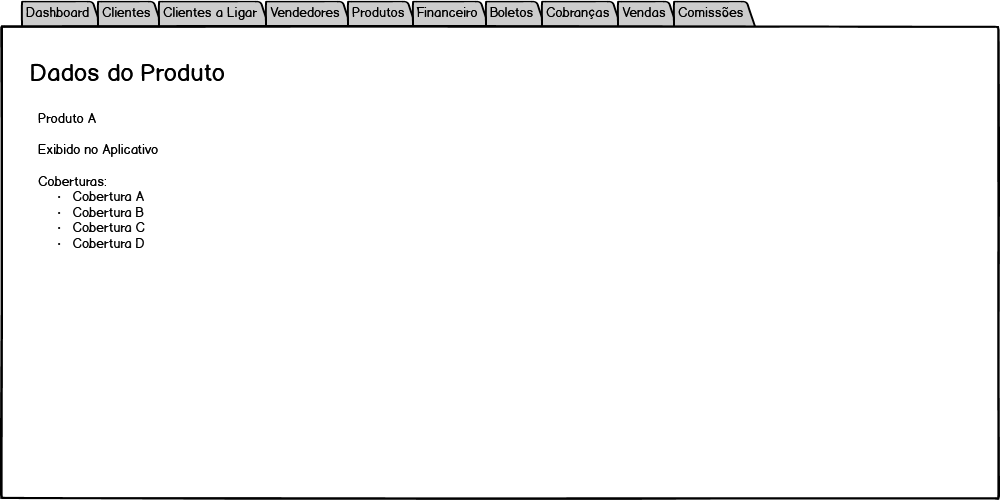 Dashboard Clientes Clientes a Ligar Vendedores Produtos Financeiro Boletos Cobranças Vendas Comissões
Dados do Produto
Produto A
Exibido no Aplicativo
Coberturas:
· Cobertura A
· Cobertura B
· Cobertura C
· Cobertura D